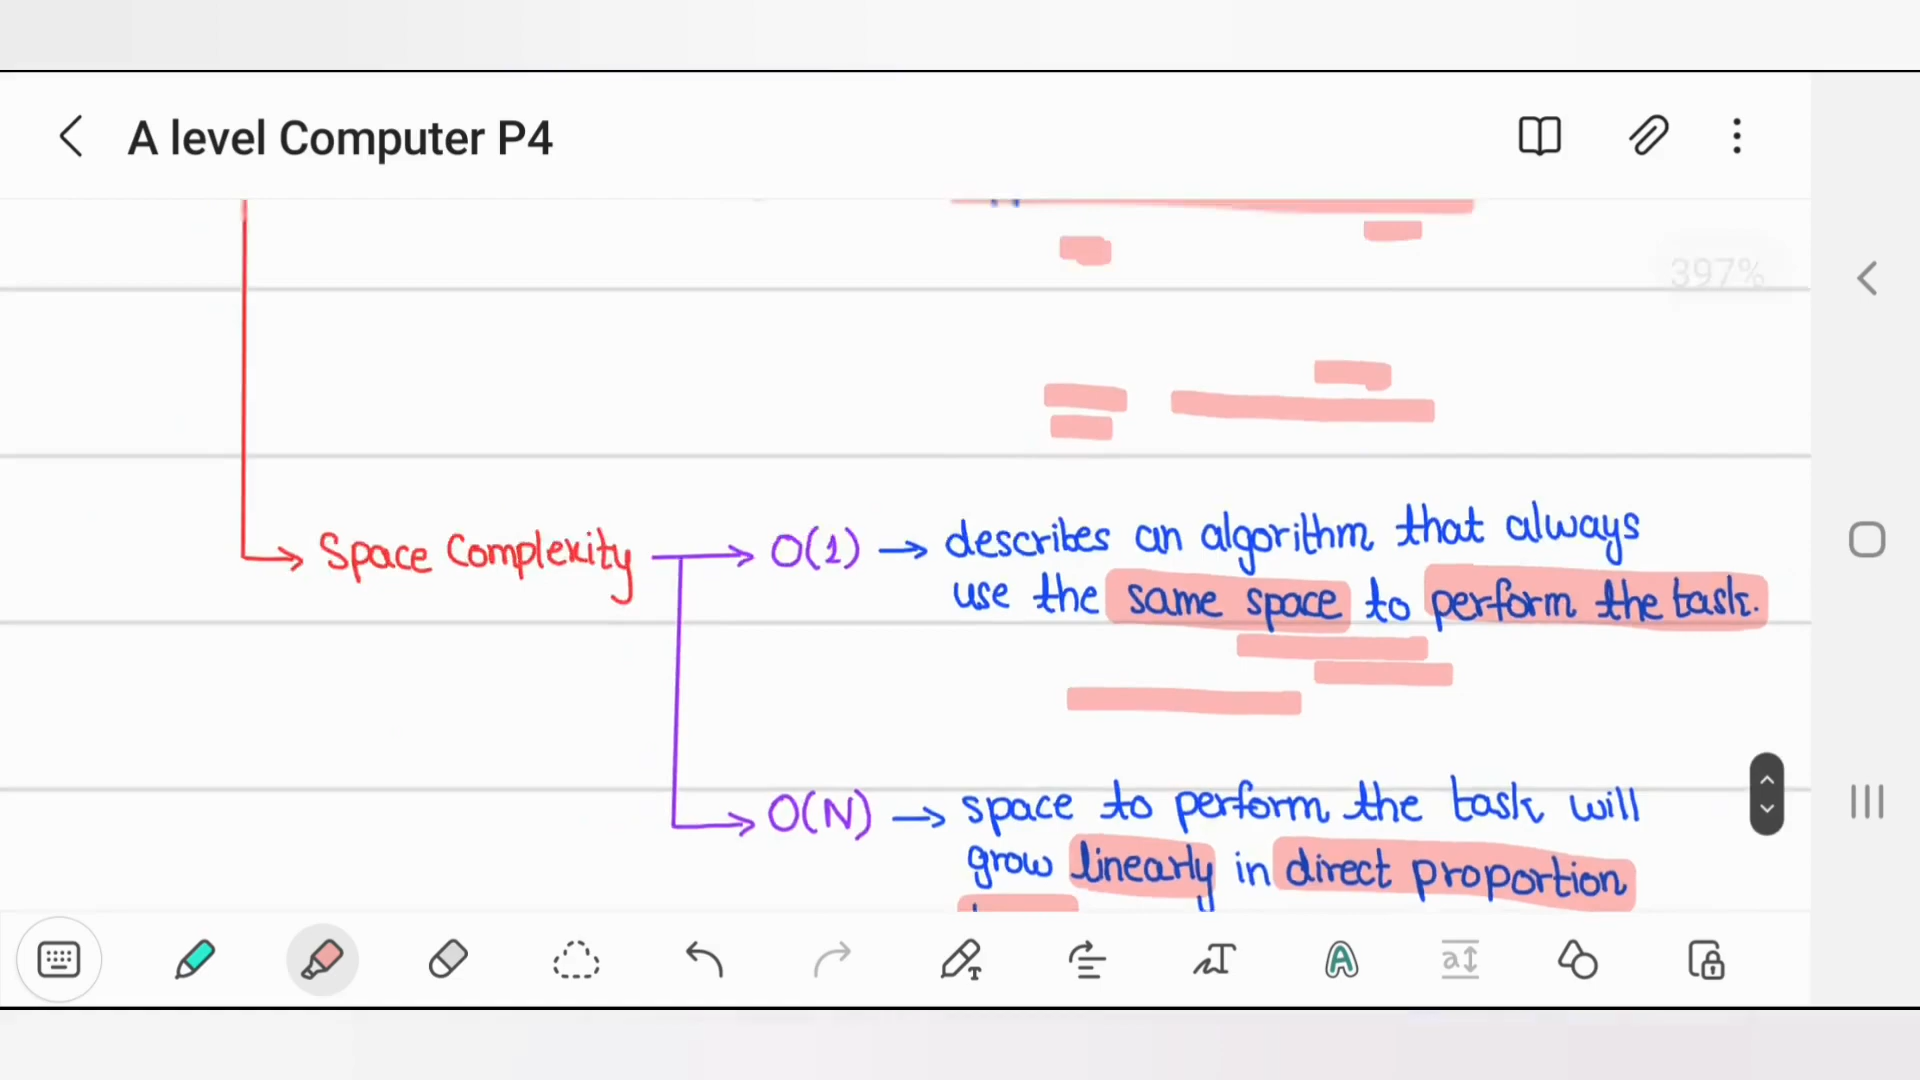 A level Computer P4
397%
Space Complexity → O(1) → describes an algorithm that always
use the same space to perform the task.
O(N) → space to perform the task will
grow linearly in direct proportion